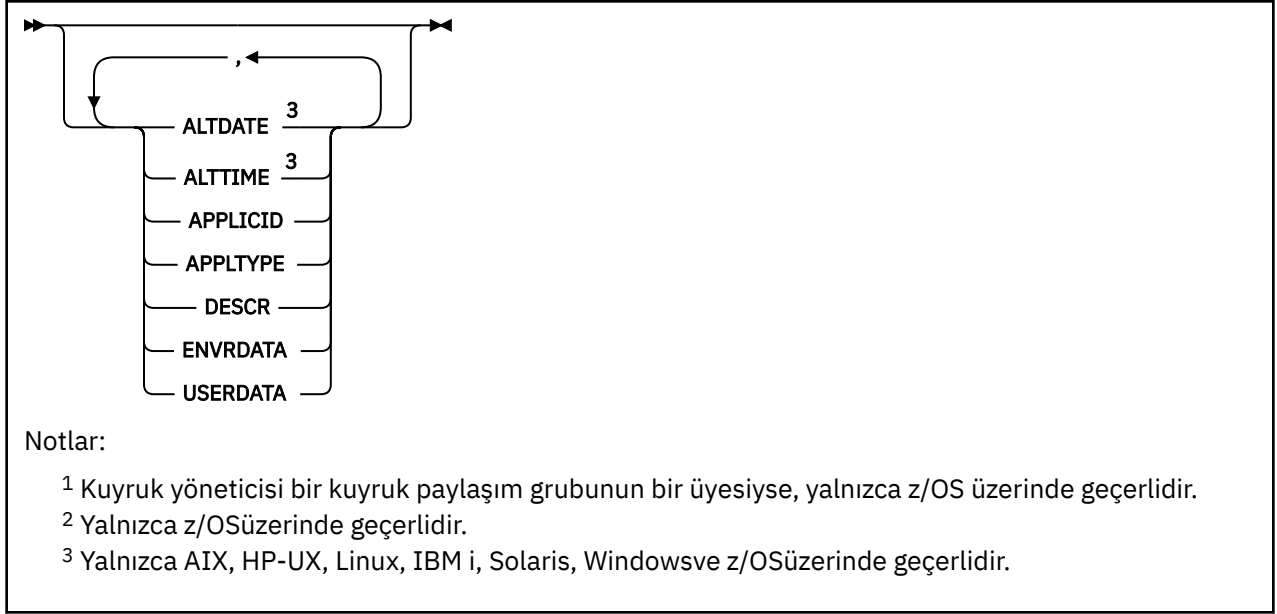 ,
ALTDATE 3
ALTTIME 3
APPLICID
APPLTYPE
DESCR
ENVRDATA
USERDATA
Notlar:
1 Kuyruk yöneticisi bir kuyruk paylaşım grubunun bir üyesiyse, yalnızca z/OS üzerinde geçerlidir.
2 Yalnızca z/OSüzerinde geçerlidir.
3 Yalnızca AIX, HP-UX, Linux, IBM i, Solaris, Windowsve z/OSüzerinde geçerlidir.